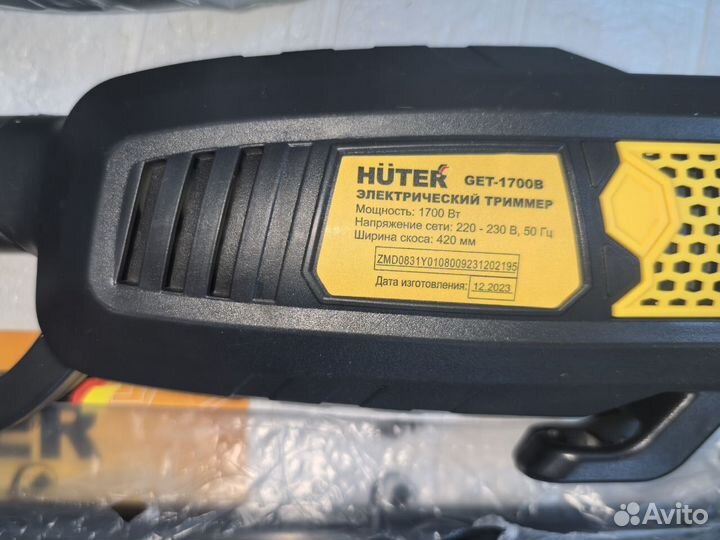 HÜTER GET-1700B
ЭЛЕКТРИЧЕСКИЙ ТРИММЕР
Мощность: 1700 Вт
Напряжение сети: 220 - 230 В, 50 Гц
Ширина скоса: 420 мм
ZMD0831Y0108009231202195
Дата изготовления: 12.2023
TER
Avito